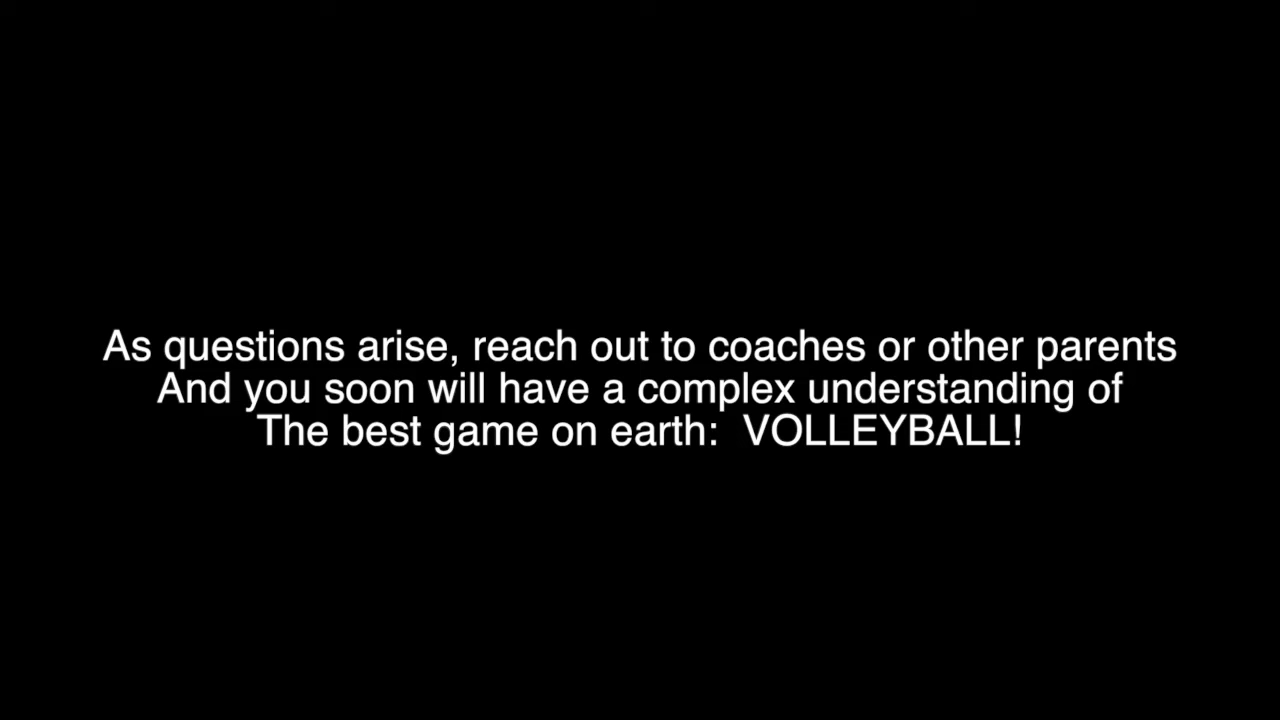 As questions arise, reach out to coaches or other parents
And you soon will have a complex understanding of
The best game on earth:  VOLLEYBALL!